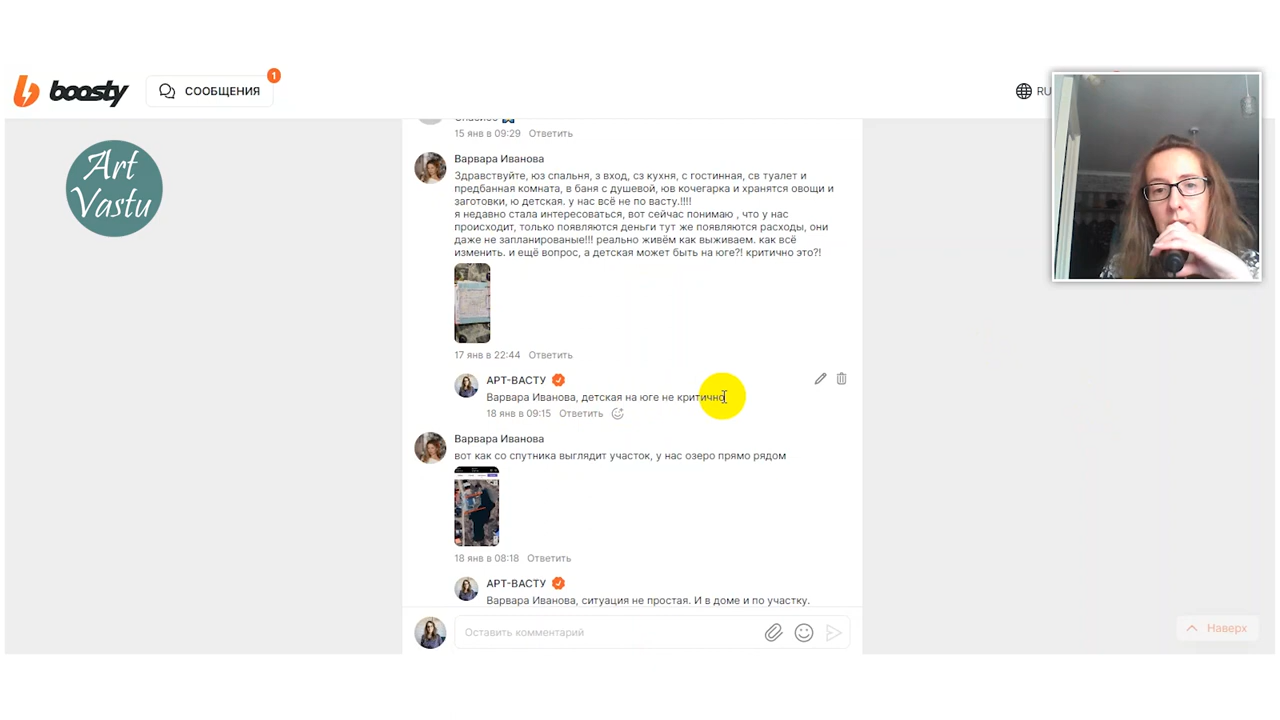 boosty
СООБЩЕНИЯ
1
RU
Art
Vastu
15 янв в 09:29 Ответить
Варвара Иванова
Здравствуйте, юз спальня, з вход, сз кухня, с гостинная, св туалет и
предбанная комната, в баня с душевой, юв кочегарка и хранятся овощи и
заготовки, ю детская. у нас всё не по васту.!!!!
я недавно стала интересоваться, вот сейчас понимаю , что у нас
происходит, только появляются деньги тут же появляются расходы, они
даже не запланированые!!! реально живём как выживаем. как всё
изменить. и ещё вопрос, а детская может быть на юге?! критично это?!
17 янв в 22:44 Ответить
АРТ-ВАСТУ
Варвара Иванова, детская на юге не критично
18 янв в 09:15 Ответить
Варвара Иванова
вот как со спутника выглядит участок, у нас озеро прямо рядом
18 янв в 08:18 Ответить
АРТ-ВАСТУ
Варвара Иванова, ситуация не простая. И в доме и по участку.
Оставить комментарий
Наверх